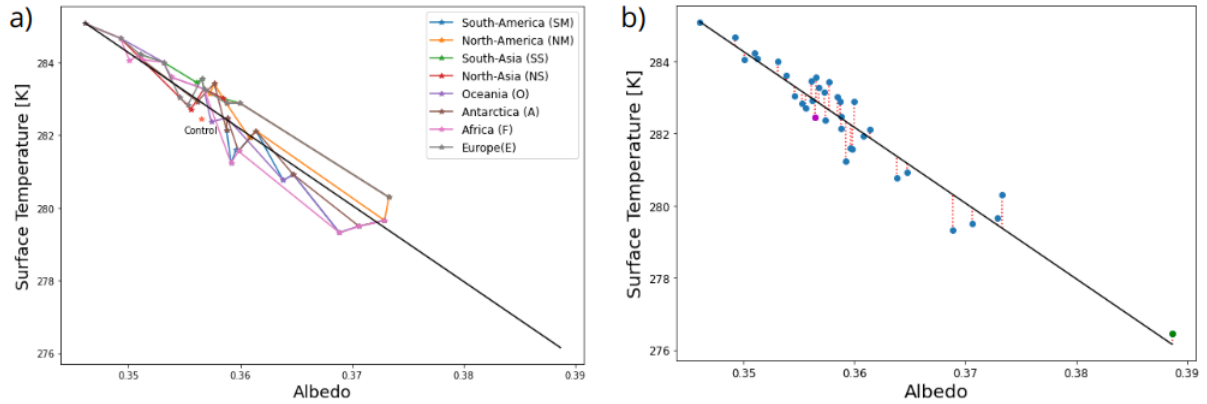 a)
Surface Temperature [K]
284
282
280
278
276
0.35
0.36
0.37
0.38
0.39
Albedo
Control
South-America (SM)
North-America (NM)
South-Asia (SS)
North-Asia (NS)
Oceania (O)
Antarctica (A)
Africa (F)
Europe(E)
b)
Surface Temperature [K]
284
282
280
278
276
0.35
0.36
0.37
0.38
0.39
Albedo